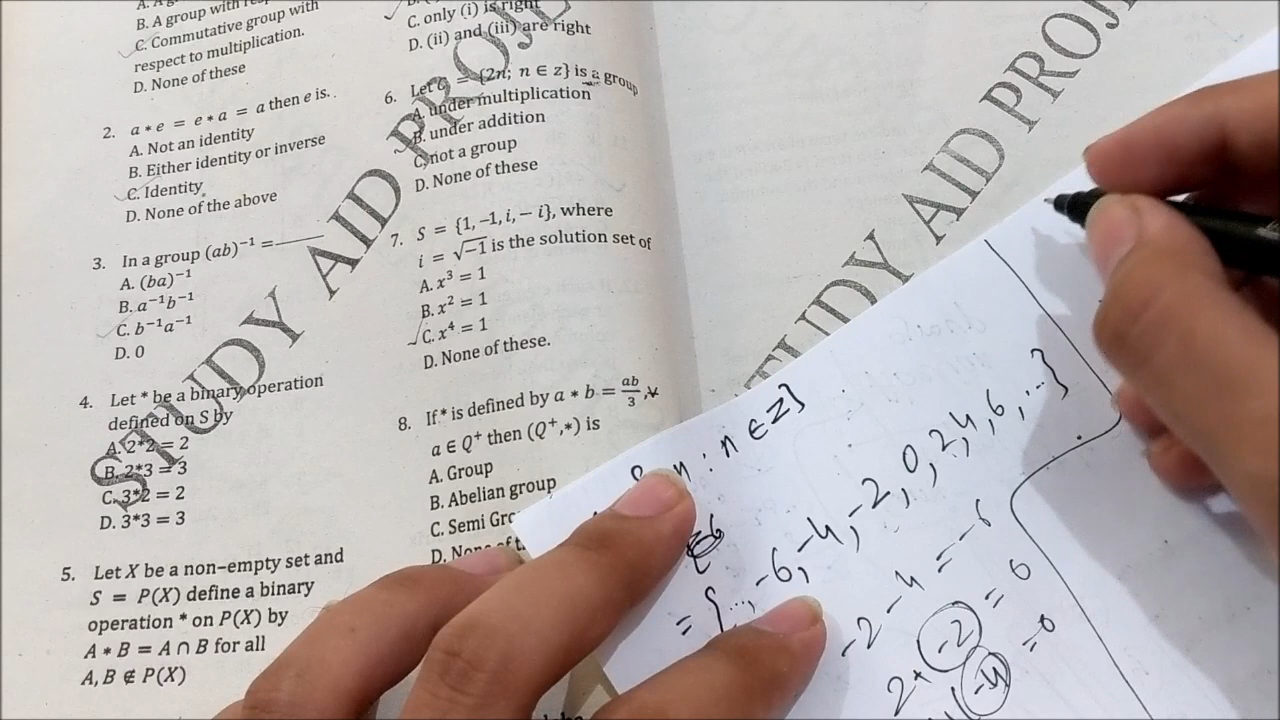 B. A group with
C. Commutative group with
respect to multiplication.
D. None of these
2. a * e = e * a = a then e is.
A. Not an identity
B. Either identity or inverse
C. Identity
D. None of the above
3. In a group (ab)⁻¹ =______
A. (ba)⁻¹
B. a⁻¹b⁻¹
C. b⁻¹a⁻¹
D. 0
4. Let * be a binary operation
defined on S by
A. 2*2 = 2
B. 2*3 = 3
C. 3*2 = 2
D. 3*3 = 3
5. Let X be a non-empty set and
S = P(X) define a binary
operation * on P(X) by
A * B = A ∩ B for all
A, B ∉ P(X)
C. only (i) is right
D. (ii) and (iii) are right
6. Let G = {2n; n ∈ z} is a group
A. under multiplication
B. under addition
C. not a group
D. None of these
7. S = {1, −1, i, − i}, where
i = √−1 is the solution set of
A. x³ = 1
B. x² = 1
C. x⁴ = 1
D. None of these.
8. If * is defined by a * b = ab/3, ∀
a ∈ Q⁺ then (Q⁺,*) is
A. Group
B. Abelian group
C. Semi
D. None of
STUDY AID PROJE
STUDY AID PROJ
n : n ∈ Z}
= {..., -6, -4, -2, 0, 2, 4, 6, ...}
-2 - 4 = -6
2+ -2 = 0
-4 = 0